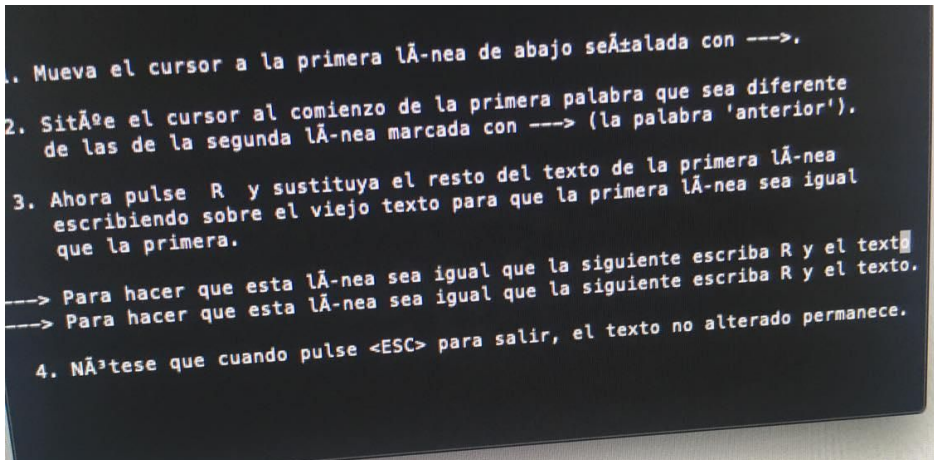 1. Mueva el cursor a la primera lÃ-nea de abajo seÃ±alada con --->.
2. SitÃºe el cursor al comienzo de la primera palabra que sea diferente
de las de la segunda lÃ-nea marcada con ---> (la palabra 'anterior').
3. Ahora pulse R y sustituya el resto del texto de la primera lÃ-nea
escribiendo sobre el viejo texto para que la primera lÃ-nea sea igual
que la primera.
---> Para hacer que esta lÃ-nea sea igual que la siguiente escriba R y el texto
---> Para hacer que esta lÃ-nea sea igual que la siguiente escriba R y el texto.
4. NÃ³tese que cuando pulse <ESC> para salir, el texto no alterado permanece.